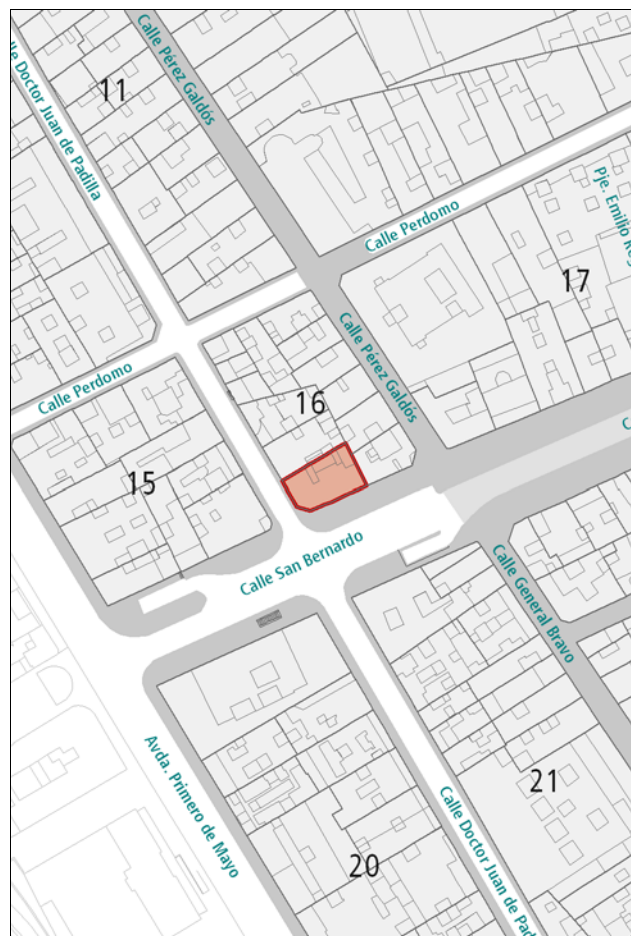 Calle Pérez Galdós
11
lle Doctor Juan de Padilla
Calle Perdomo
Pje. Emilio
17
Calle Pérez Galdós
Calle Perdomo
16
C
15
Calle San Bernardo
Calle General Bravo
Avda. Primero de Mayo
21
Calle Doctor Juan de Pad
20